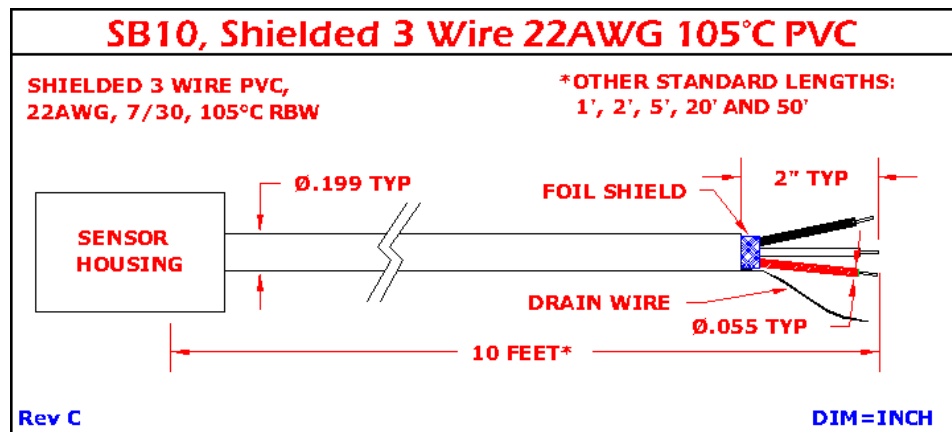 SB10, Shielded 3 Wire 22AWG 105°C PVC
SHIELDED 3 WIRE PVC,
22AWG, 7/30, 105°C RBW
*OTHER STANDARD LENGTHS:
1', 2', 5', 20' AND 50'
Ø.199 TYP
FOIL SHIELD
2" TYP
SENSOR
HOUSING
DRAIN WIRE
Ø.055 TYP
10 FEET*
Rev C
DIM=INCH